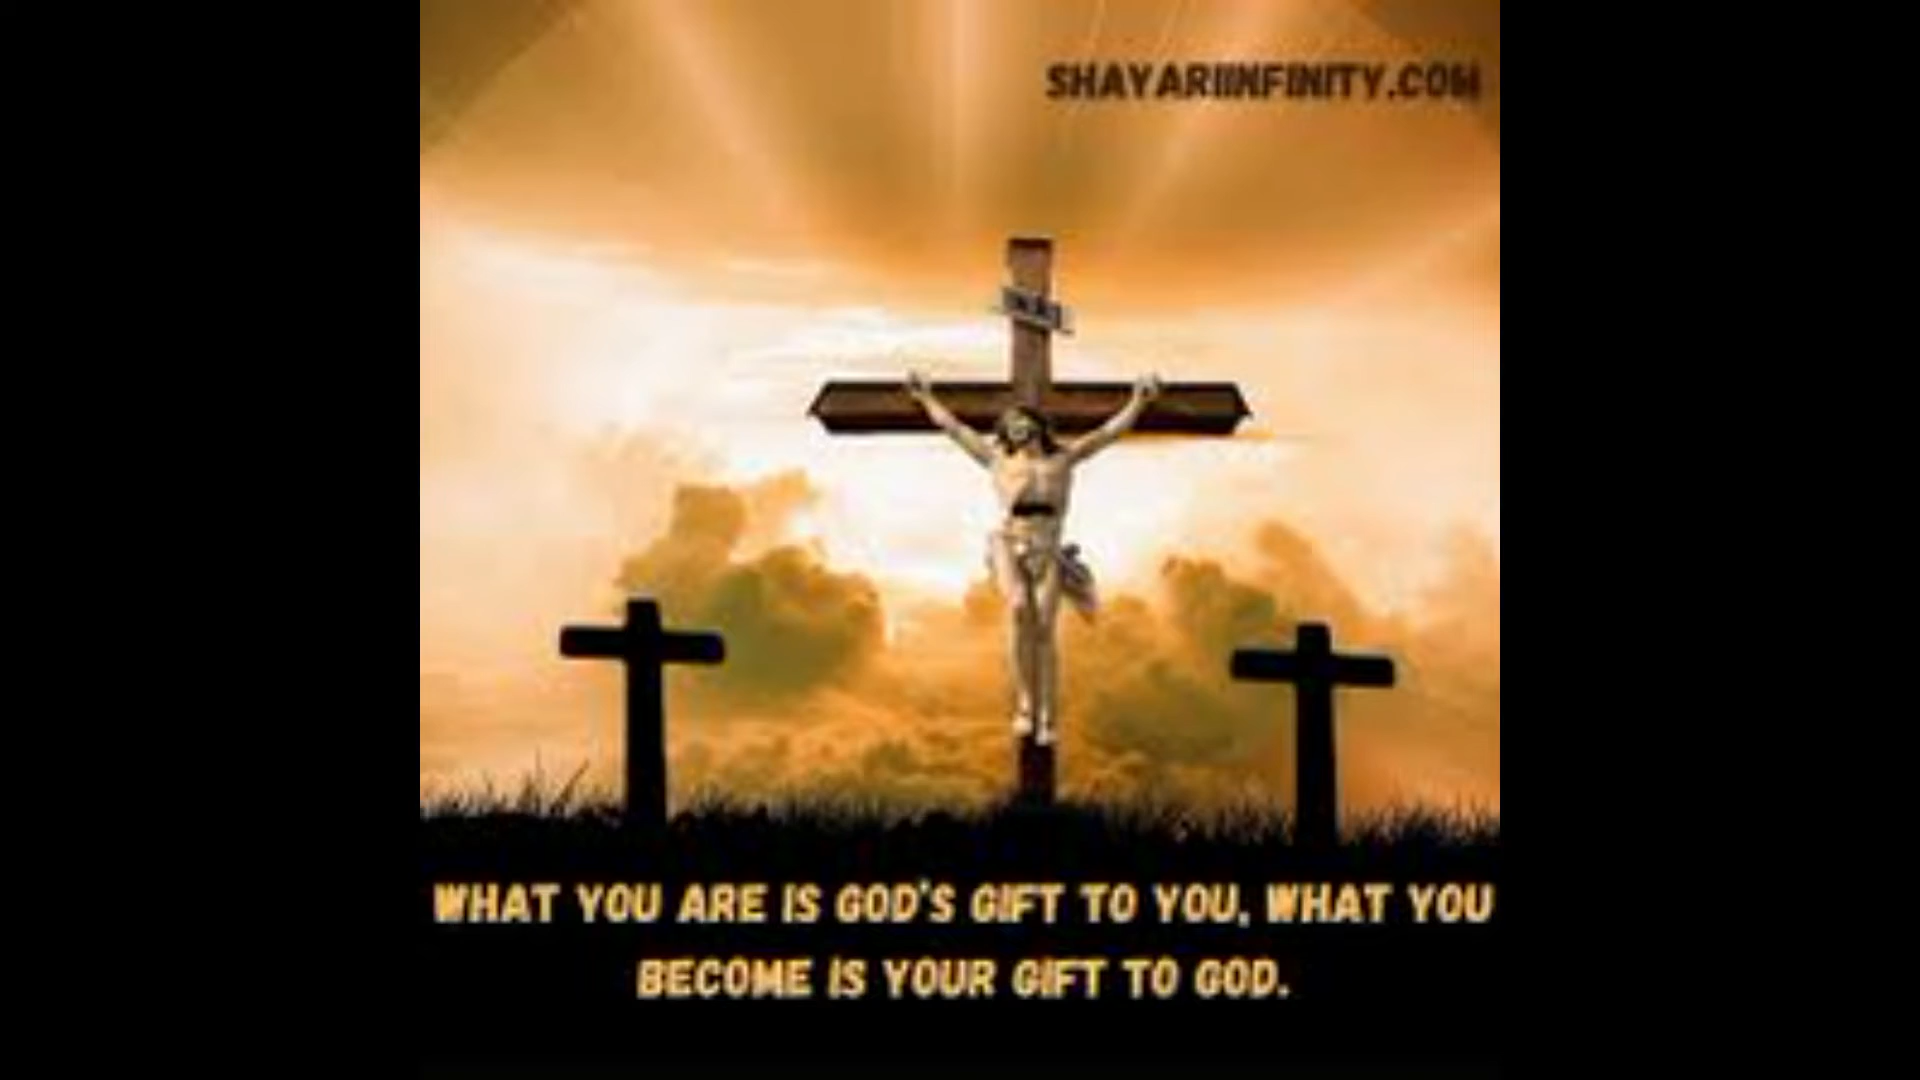 SHAYARIINFINITY.COM
WHAT YOU ARE IS GOD'S GIFT TO YOU, WHAT YOU
BECOME IS YOUR GIFT TO GOD.